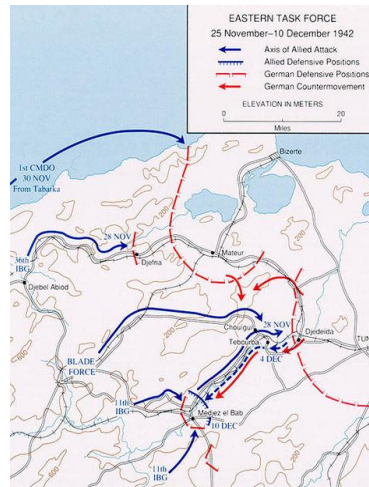 EASTERN TASK FORCE
25 November–10 December 1942
Axis of Allied Attack
Allied Defensive Positions
German Defensive Positions
German Countermovement
ELEVATION IN METERS
0
20
Miles
1st CMDO
30 NOV
From Tabarka
Bizerte
200
28 NOV
Mateur
Djefna
36th
IBG
Djebel Abiod
200
Chouigui
28 NOV
Tebourba
Djedeida
TUN
4 DEC
BLADE
FORCE
11th
IBG
Medjez el Bab
10 DEC
11th
IBG
600
600